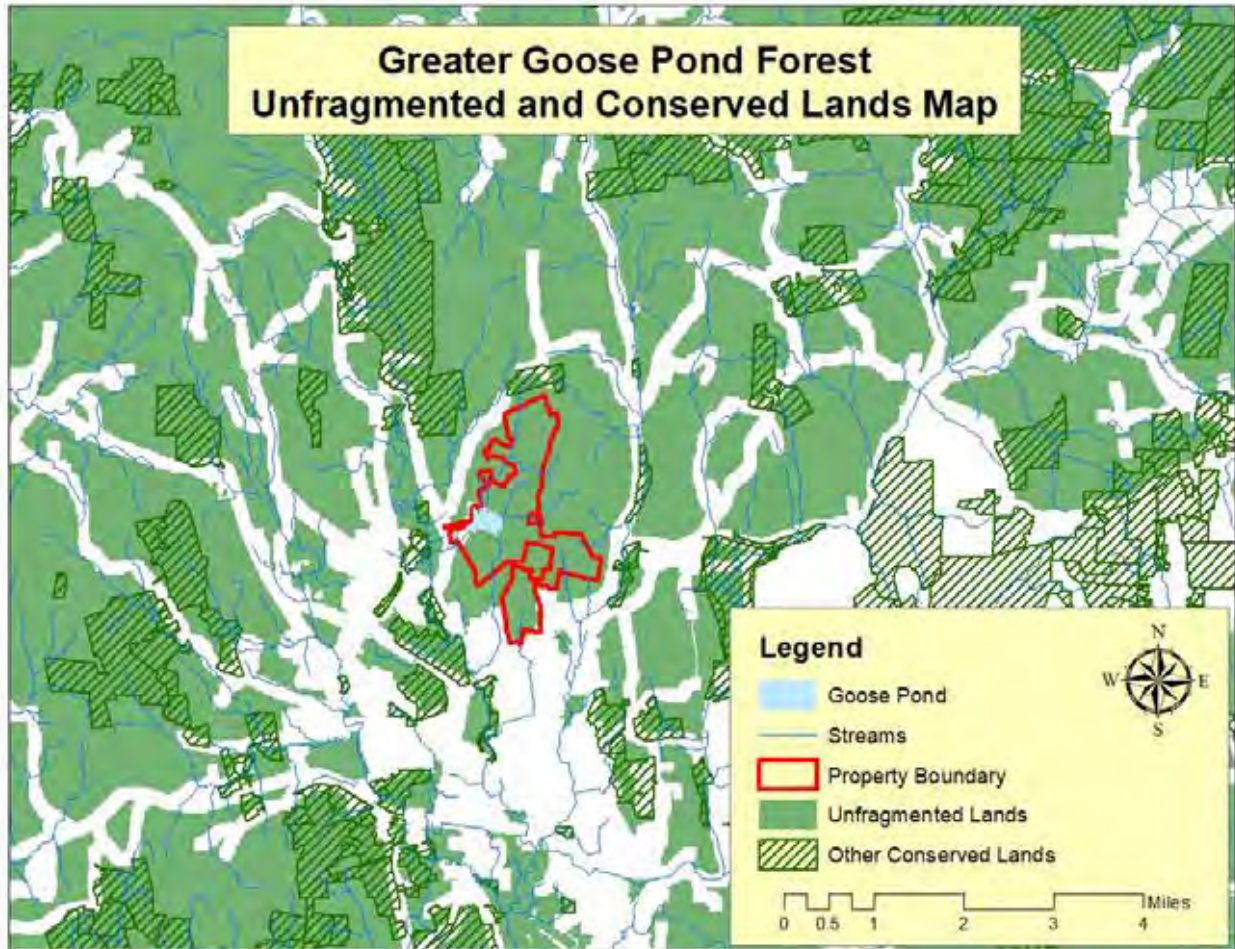 Greater Goose Pond Forest
Unfragmented and Conserved Lands Map
Legend
N
W E
S
Goose Pond
Streams
Property Boundary
Unfragmented Lands
Other Conserved Lands
Miles
0 0.5 1 2 3 4